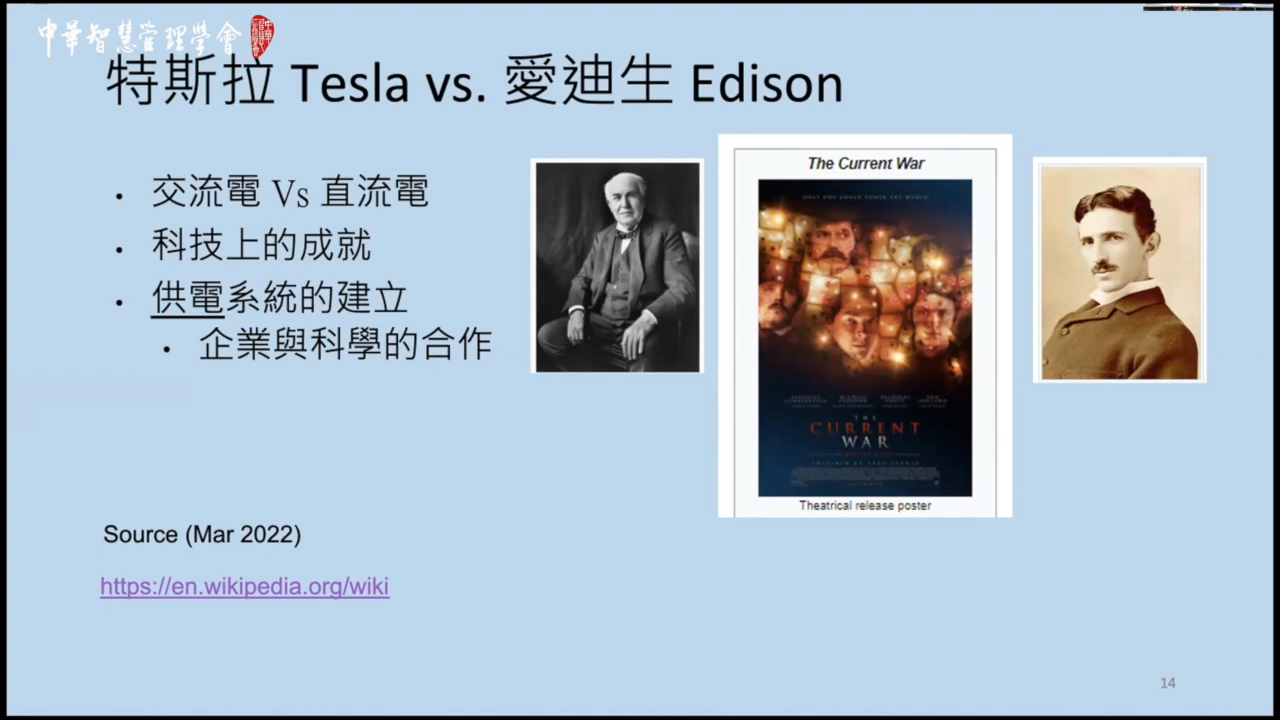 中華智慧管理學會
特斯拉 Tesla vs. 愛迪生 Edison
• 交流電 Vs 直流電
• 科技上的成就
• 供電系統的建立
• 企業與科學的合作
The Current War
THE
CURRENT
WAR
Theatrical release poster
Source (Mar 2022)
https://en.wikipedia.org/wiki
14